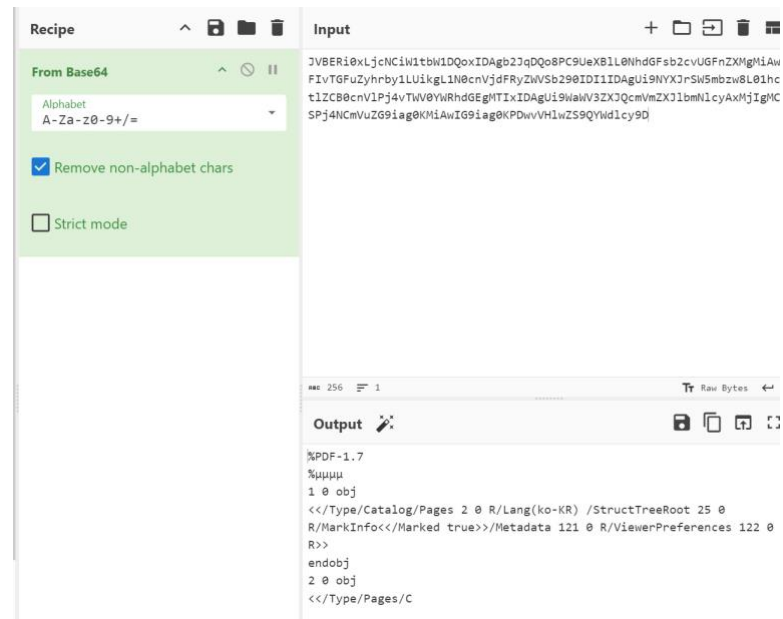 Recipe
From Base64
Alphabet
A-Za-z0-9+/=
Remove non-alphabet chars
Strict mode
Input
JVBERi0xLjcNCiW1tbW1DQoxIDAgb2JqDQo8PC9UeXBlL0NhdGFsb2cvUGFnZXMgMiAw
FIvTGFuZyhrby1LUikgL1N0cnVjdFRyZWVSb290IDI1IDAgUi9NYXJrSW5mbzw8L01hc
tlZCB0cnVlPj4vTWV0YWRhdGEgMTIxIDAgUi9WaWV3ZXJQcmVmZXJlbmNlcyAxMjIgMC
SPj4NCmVuZG9iag0KMiAwIG9iag0KPDwvVHlwZS9QYWdlcy9D
256 1
Raw Bytes
Output
%PDF-1.7
%µµµµ
1 0 obj
<</Type/Catalog/Pages 2 0 R/Lang(ko-KR) /StructTreeRoot 25 0
R/MarkInfo<</Marked true>>/Metadata 121 0 R/ViewerPreferences 122 0
R>>
endobj
2 0 obj
<</Type/Pages/C